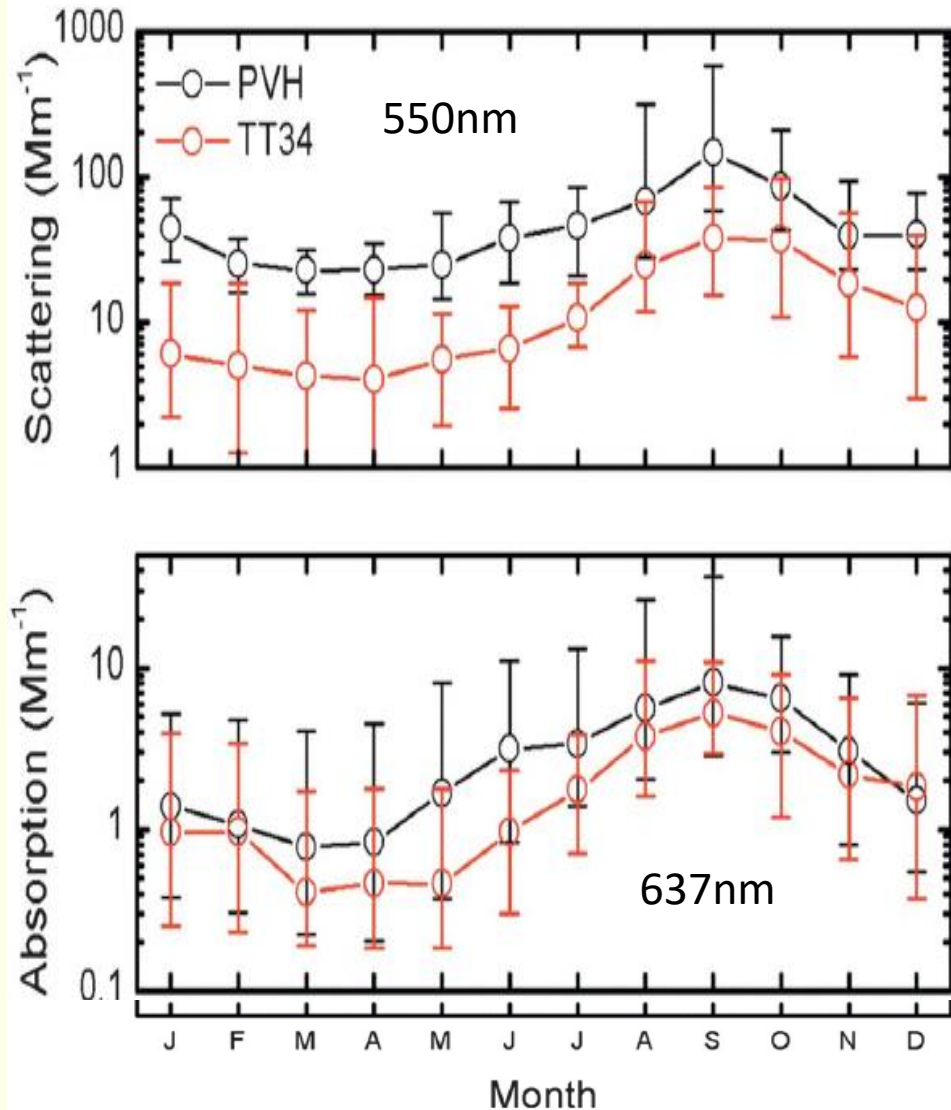 1000
100
10
1
Scattering (Mm⁻¹)
PVH
TT34
550nm
10
1
0.1
Absorption (Mm⁻¹)
637nm
J F M A M J J A S O N D
Month